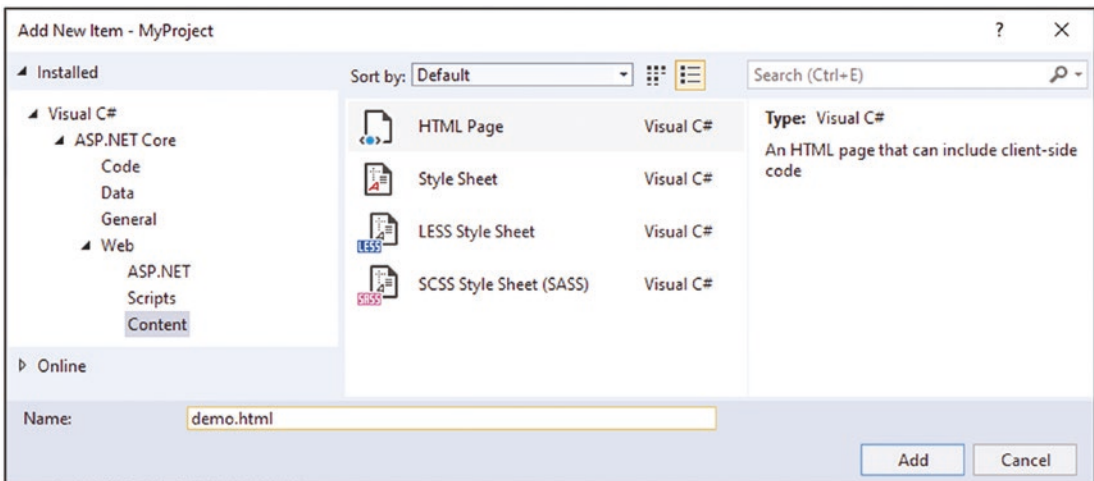 Add New Item - MyProject
?
Installed
Sort by: Default
Search (Ctrl+E)
Visual C#
ASP.NET Core
Code
Data
General
Web
ASP.NET
Scripts
Content
Online
HTML Page Visual C#
Style Sheet Visual C#
LESS
LESS Style Sheet Visual C#
SASS
SCSS Style Sheet (SASS) Visual C#
Type: Visual C#
An HTML page that can include client-side
code
Name: demo.html
Add Cancel